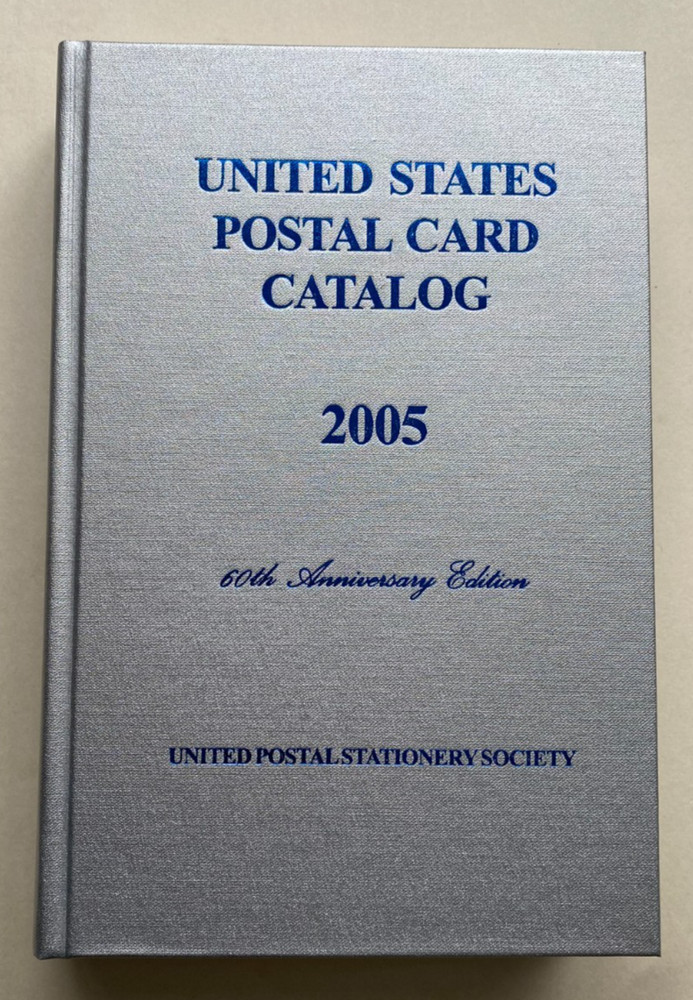 UNITED STATES
POSTAL CARD
CATALOG
2005
60th Anniversary Edition
UNITED POSTAL STATIONERY SOCIETY